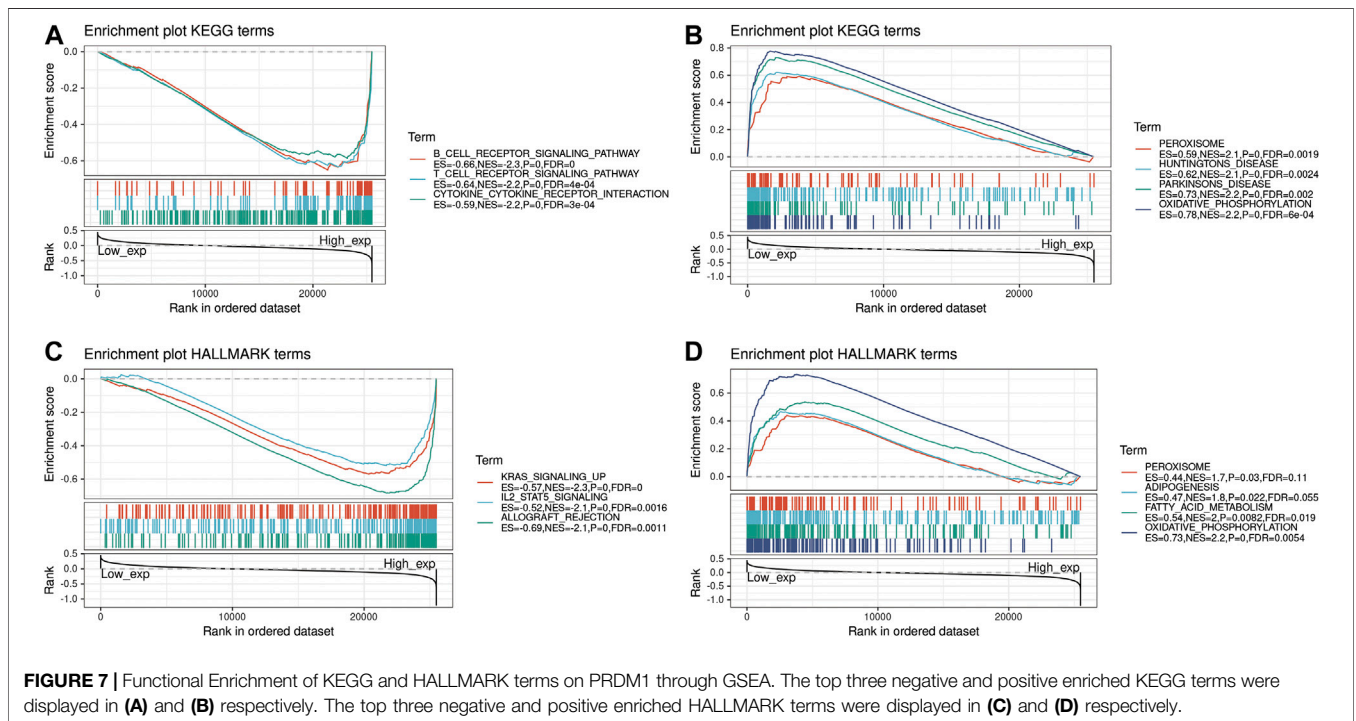 A
Enrichment plot KEGG terms
Enrichment score
0.0
-0.2
-0.4
-0.6
Term
B_CELL_RECEPTOR_SIGNALING_PATHWAY
ES=-0.66,NES=-2.3,P=0,FDR=0
T_CELL_RECEPTOR_SIGNALING_PATHWAY
ES=-0.64,NES=-2.2,P=0,FDR=4e-04
CYTOKINE_CYTOKINE_RECEPTOR_INTERACTION
ES=-0.59,NES=-2.2,P=0,FDR=3e-04
Rank
0.5
0.0
-0.5
-1.0
Low_exp
High_exp
0
10000
20000
Rank in ordered dataset
B
Enrichment plot KEGG terms
Enrichment score
0.8
0.6
0.4
0.2
0.0
Term
PEROXISOME
ES=0.59,NES=2.1,P=0,FDR=0.0019
HUNTINGTONS_DISEASE
ES=0.62,NES=2.1,P=0,FDR=0.0024
PARKINSONS_DISEASE
ES=0.73,NES=2.2,P=0,FDR=0.002
OXIDATIVE_PHOSPHORYLATION
ES=0.78,NES=2.2,P=0,FDR=6e-04
Rank
0.5
0.0
-0.5
-1.0
Low_exp
High_exp
0
10000
20000
Rank in ordered dataset
C
Enrichment plot HALLMARK terms
Enrichment score
0.0
-0.2
-0.4
-0.6
Term
KRAS_SIGNALING_UP
ES=-0.57,NES=-2.3,P=0,FDR=0
IL2_STAT5_SIGNALING
ES=-0.52,NES=-2.1,P=0,FDR=0.0016
ALLOGRAFT_REJECTION
ES=-0.69,NES=-2.1,P=0,FDR=0.0011
Rank
0.5
0.0
-0.5
-1.0
Low_exp
High_exp
0
10000
20000
Rank in ordered dataset
D
Enrichment plot HALLMARK terms
Enrichment score
0.6
0.4
0.2
0.0
Term
PEROXISOME
ES=0.44,NES=1.7,P=0.03,FDR=0.11
ADIPOGENESIS
ES=0.47,NES=1.8,P=0.022,FDR=0.055
FATTY_ACID_METABOLISM
ES=0.54,NES=2,P=0.0082,FDR=0.019
OXIDATIVE_PHOSPHORYLATION
ES=0.73,NES=2.2,P=0,FDR=0.0054
Rank
0.5
0.0
-0.5
-1.0
Low_exp
High_exp
0
10000
20000
Rank in ordered dataset
FIGURE 7 | Functional Enrichment of KEGG and HALLMARK terms on PRDM1 through GSEA. The top three negative and positive enriched KEGG terms were
displayed in (A) and (B) respectively. The top three negative and positive enriched HALLMARK terms were displayed in (C) and (D) respectively.